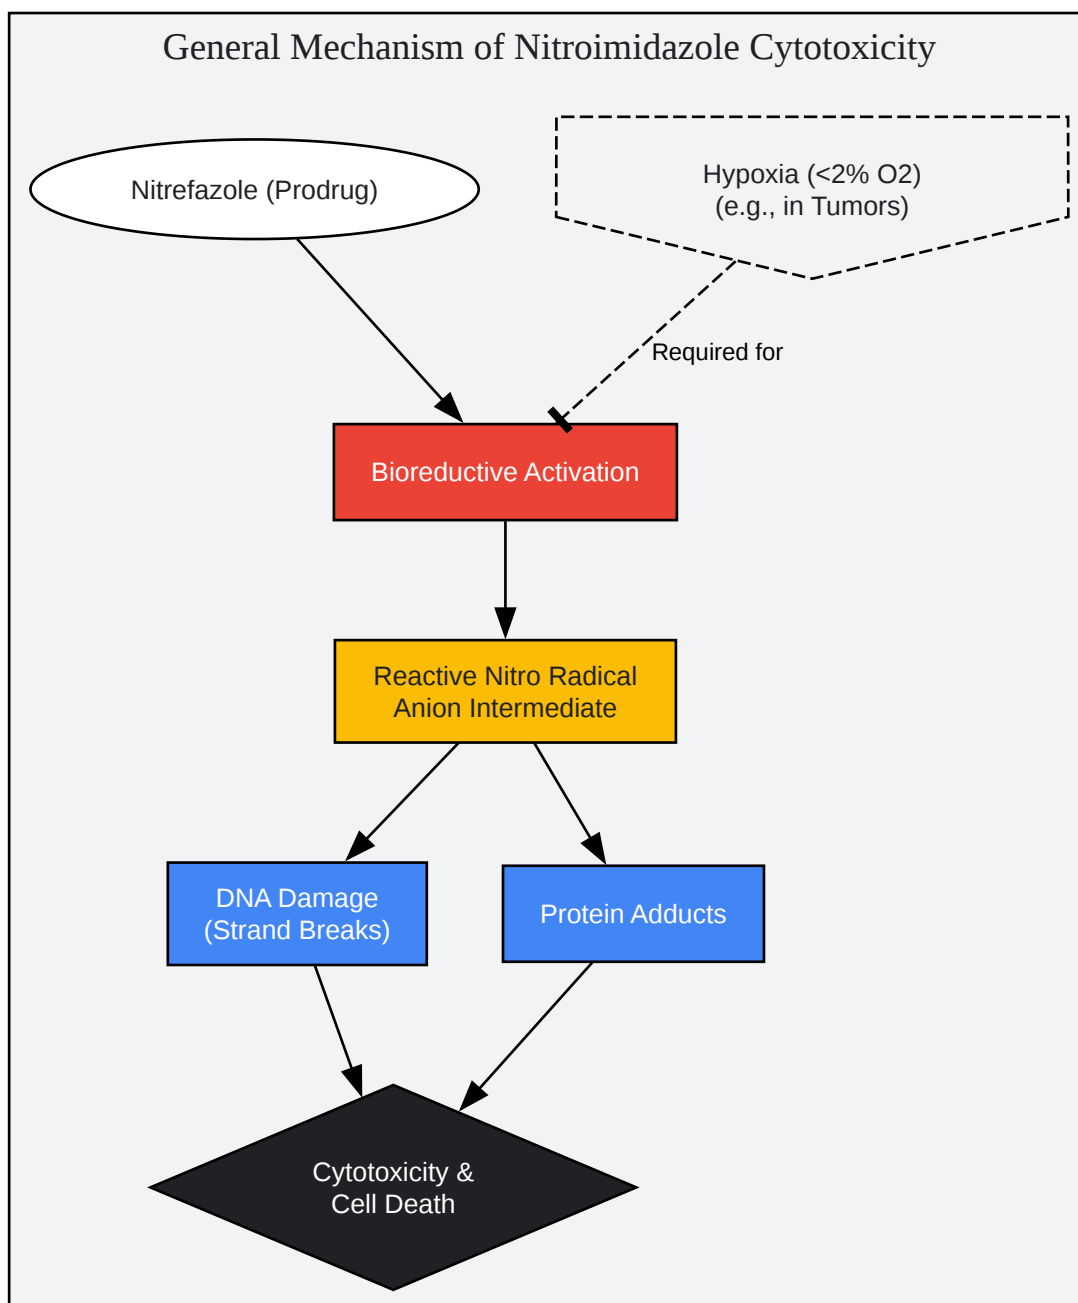 General Mechanism of Nitroimidazole Cytotoxicity
Nitrefazole (Prodrug)
Hypoxia (<2% O2)
(e.g., in Tumors)
Required for
Bioreductive Activation
Reactive Nitro Radical
Anion Intermediate
DNA Damage
(Strand Breaks)
Protein Adducts
Cytotoxicity &
Cell Death